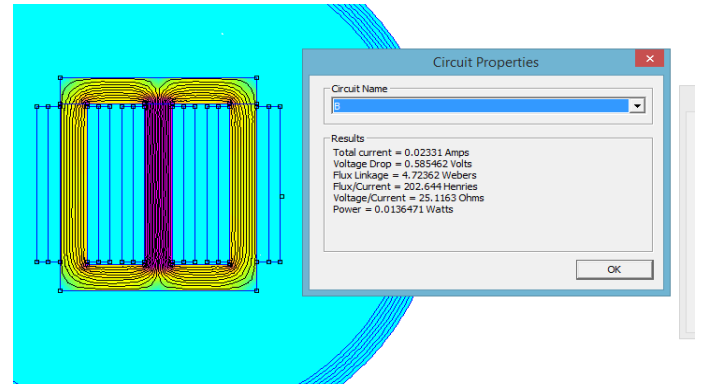 Circuit Properties
Circuit Name
B
Results
Total current = 0.02331 Amps
Voltage Drop = 0.585462 Volts
Flux Linkage = 4.72362 Webers
Flux/Current = 202.644 Henries
Voltage/Current = 25.1163 Ohms
Power = 0.0136471 Watts
OK